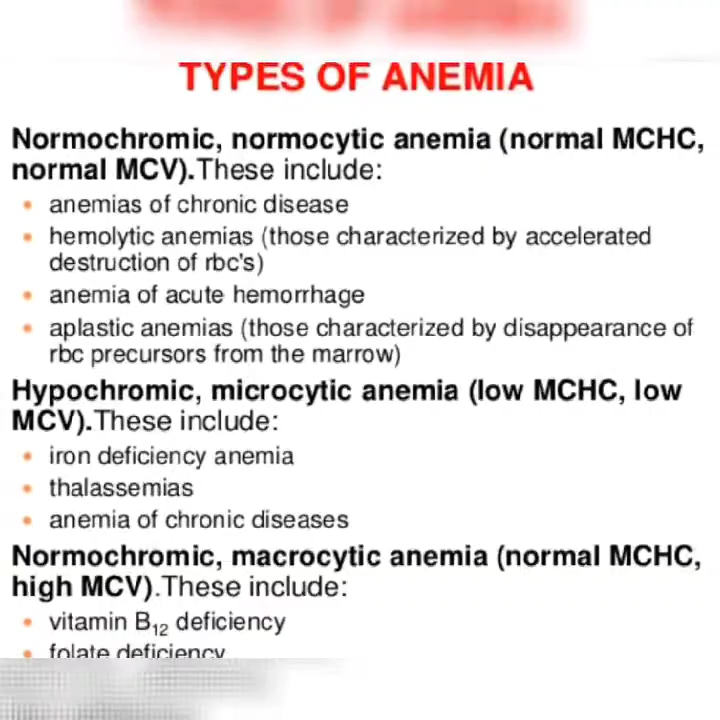 TYPES OF ANEMIA
Normochromic, normocytic anemia (normal MCHC,
normal MCV).These include:
• anemias of chronic disease
• hemolytic anemias (those characterized by accelerated
destruction of rbc's)
• anemia of acute hemorrhage
• aplastic anemias (those characterized by disappearance of
rbc precursors from the marrow)
Hypochromic, microcytic anemia (low MCHC, low
MCV).These include:
• iron deficiency anemia
• thalassemias
• anemia of chronic diseases
Normochromic, macrocytic anemia (normal MCHC,
high MCV).These include:
• vitamin B12 deficiency
• folate deficiency